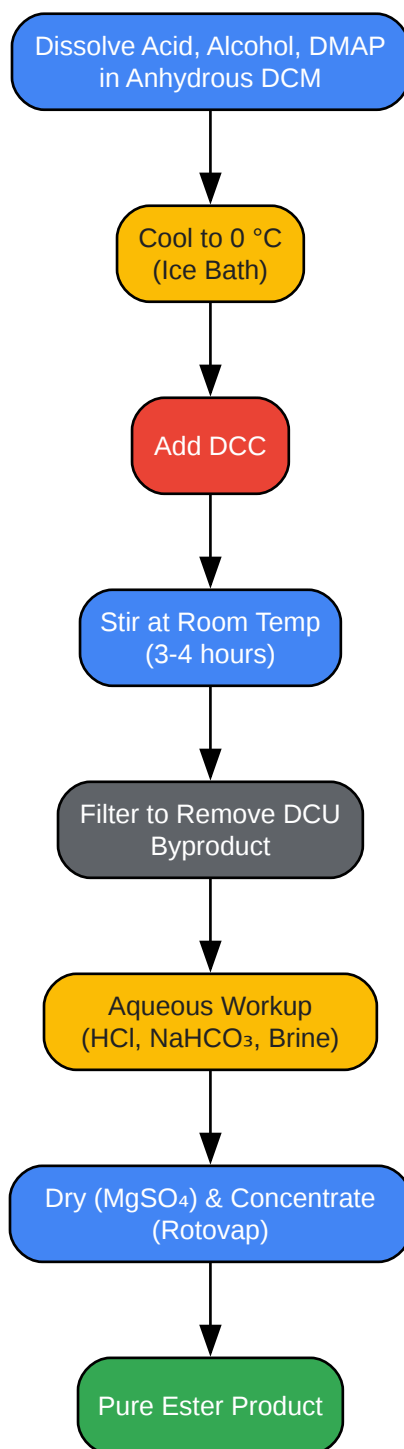 Dissolve Acid, Alcohol, DMAP
in Anhydrous DCM
Cool to 0 °C
(Ice Bath)
Add DCC
Stir at Room Temp
(3-4 hours)
Filter to Remove DCU
Byproduct
Aqueous Workup
(HCl, NaHCO₃, Brine)
Dry (MgSO₄) & Concentrate
(Rotovap)
Pure Ester Product